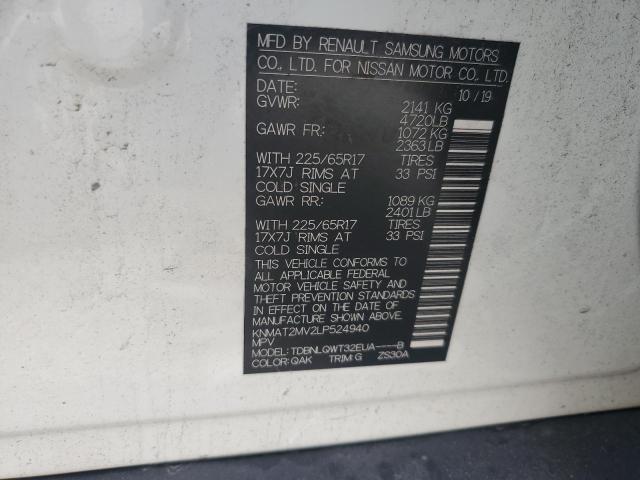 MFD BY RENAULT SAMSUNG MOTORS
CO., LTD. FOR NISSAN MOTOR CO., LTD.
DATE: 10 / 19
GVWR: 2141 KG
4720LB
GAWR FR: 1072 KG
2363 LB
WITH 225/65R17 TIRES
17X7J RIMS AT 33 PSI
COLD SINGLE
GAWR RR: 1089 KG
2401 LB
WITH 225/65R17 TIRES
17X7J RIMS AT 33 PSI
COLD SINGLE
THIS VEHICLE CONFORMS TO
ALL APPLICABLE FEDERAL
MOTOR VEHICLE SAFETY AND
THEFT PREVENTION STANDARDS
IN EFFECT ON THE DATE OF
MANUFACTURE SHOWN ABOVE.
KNMAT2MV2LP524940
MPV
MODEL: TDBNLQWT32EUA-----B
COLOR: QAK TRIM: G ZS30A